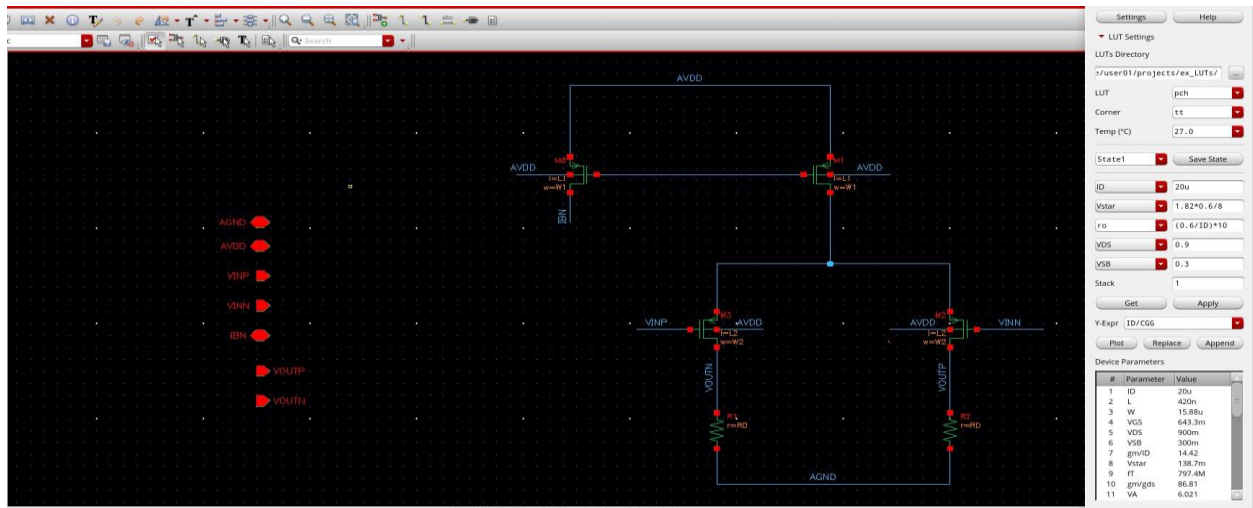 Search
AVDD
M0
AVDD
l=L1
w=W1
IBN
M1
AVDD
l=L1
w=W1
AGND
AVDD
VINP
VINN
IBN
VOUTP
VOUTN
VINP
M3
AVDD
l=L2
w=W2
AVDD
M2
VINN
l=L2
w=W2
VOUTN
VOUTP
R1
r=RD
R2
r=RD
AGND
Settings Help
LUT Settings
LUTs Directory
/user01/projects/ex_LUTs/ ...
LUT pch
Corner tt
Temp (°C) 27.0
State1 Save State
ID 20u
Vstar 1.82*0.6/8
ro (0.6/ID)*10
VDS 0.9
VSB 0.3
Stack 1
Get Apply
Y-Expr ID/CGG
Plot Replace Append
Device Parameters
# Parameter Value
1 ID 20u
2 L 420n
3 W 15.88u
4 VGS 643.3m
5 VDS 900m
6 VSB 300m
7 gm/ID 14.42
8 Vstar 138.7m
9 fT 797.4M
10 gm/gds 86.81
11 VA 6.021